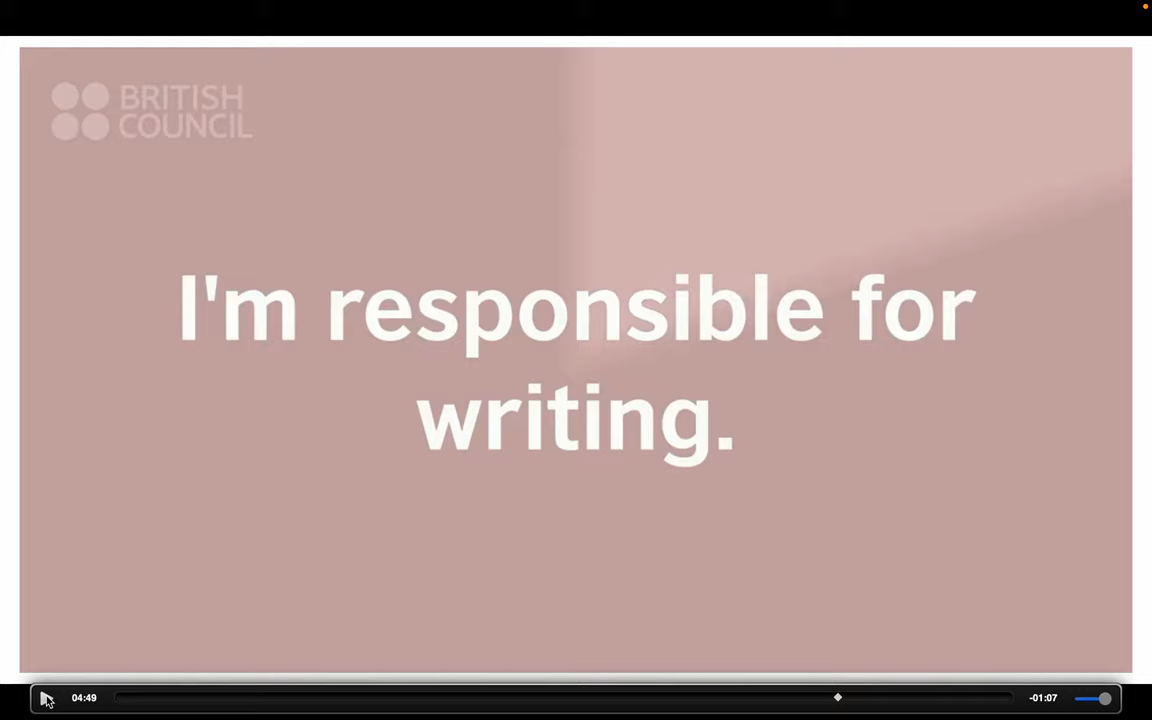 BRITISH
COUNCIL
I'm responsible for
writing.
04:49
-01:07